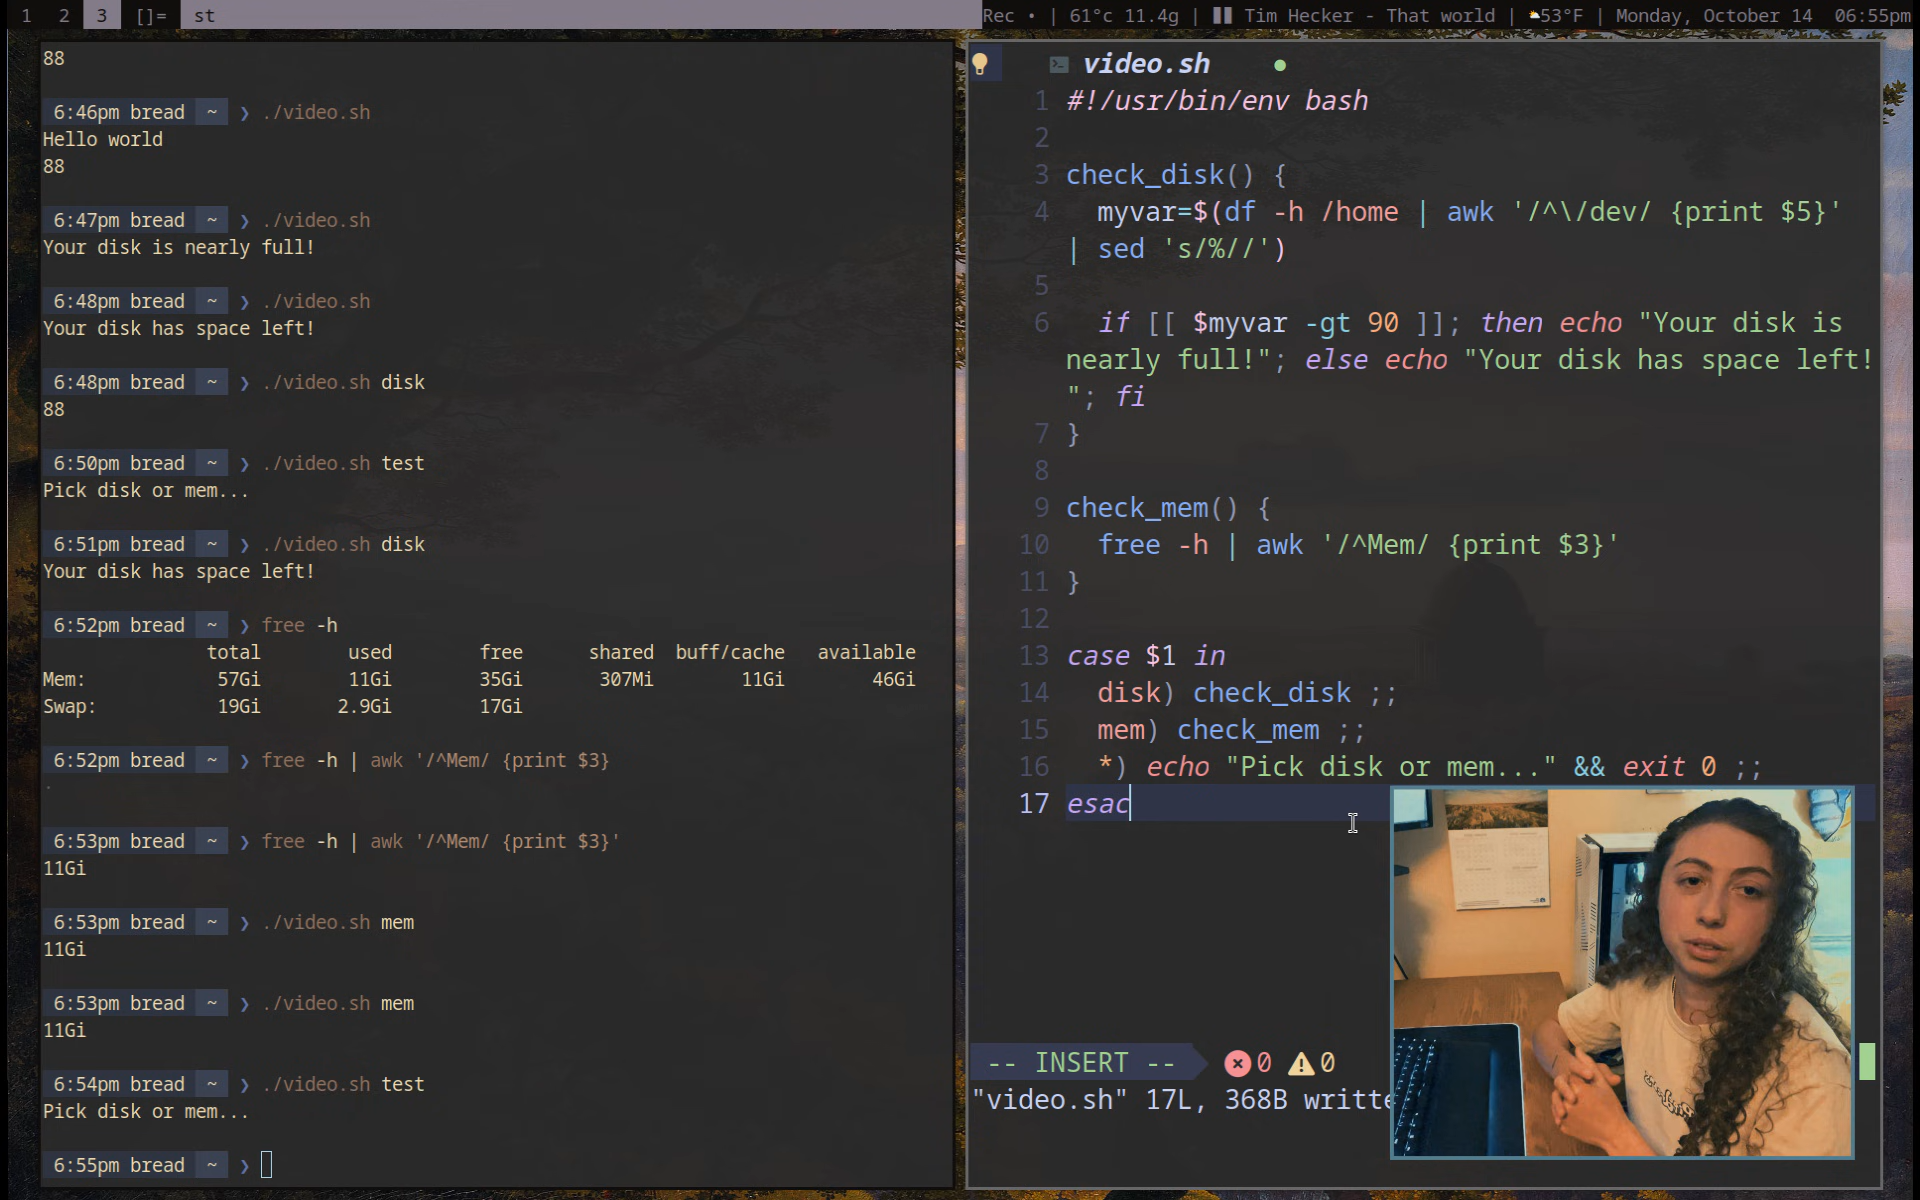 1 2 3 []= st
Rec • | 61°c 11.4g | Tim Hecker - That world | 53°F | Monday, October 14 06:55pm
88
6:46pm bread ~ ❯ ./video.sh
Hello world
88
6:47pm bread ~ ❯ ./video.sh
Your disk is nearly full!
6:48pm bread ~ ❯ ./video.sh
Your disk has space left!
6:48pm bread ~ ❯ ./video.sh disk
88
6:50pm bread ~ ❯ ./video.sh test
Pick disk or mem...
6:51pm bread ~ ❯ ./video.sh disk
Your disk has space left!
6:52pm bread ~ ❯ free -h
total used free shared buff/cache available
Mem: 57Gi 11Gi 35Gi 307Mi 11Gi 46Gi
Swap: 19Gi 2.9Gi 17Gi
6:52pm bread ~ ❯ free -h | awk '/^Mem/ {print $3}
6:53pm bread ~ ❯ free -h | awk '/^Mem/ {print $3}'
11Gi
6:53pm bread ~ ❯ ./video.sh mem
11Gi
6:53pm bread ~ ❯ ./video.sh mem
11Gi
6:54pm bread ~ ❯ ./video.sh test
Pick disk or mem...
6:55pm bread ~ ❯
video.sh ●
1 #!/usr/bin/env bash
2
3 check_disk() {
4 myvar=$(df -h /home | awk '/^\/dev/ {print $5}'
| sed 's/%//')
5
6 if [[ $myvar -gt 90 ]]; then echo "Your disk is
nearly full!"; else echo "Your disk has space left!
"; fi
7 }
8
9 check_mem() {
10 free -h | awk '/^Mem/ {print $3}'
11 }
12
13 case $1 in
14 disk) check_disk ;;
15 mem) check_mem ;;
16 *) echo "Pick disk or mem..." && exit 0 ;;
17 esac
-- INSERT -- 0 0
"video.sh" 17L, 368B writte